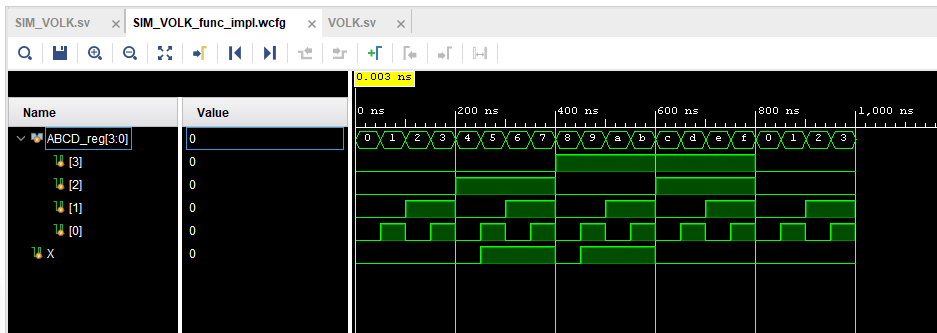 SIM_VOLK.sv × SIM_VOLK_func_impl.wcfg × VOLK.sv ×
0.003 ns
0 ns 200 ns 400 ns 600 ns 800 ns 1,000 ns
Name Value
ABCD_reg[3:0] 0 0 1 2 3 4 5 6 7 8 9 a b c d e f 0 1 2 3
[3] 0
[2] 0
[1] 0
[0] 0
X 0